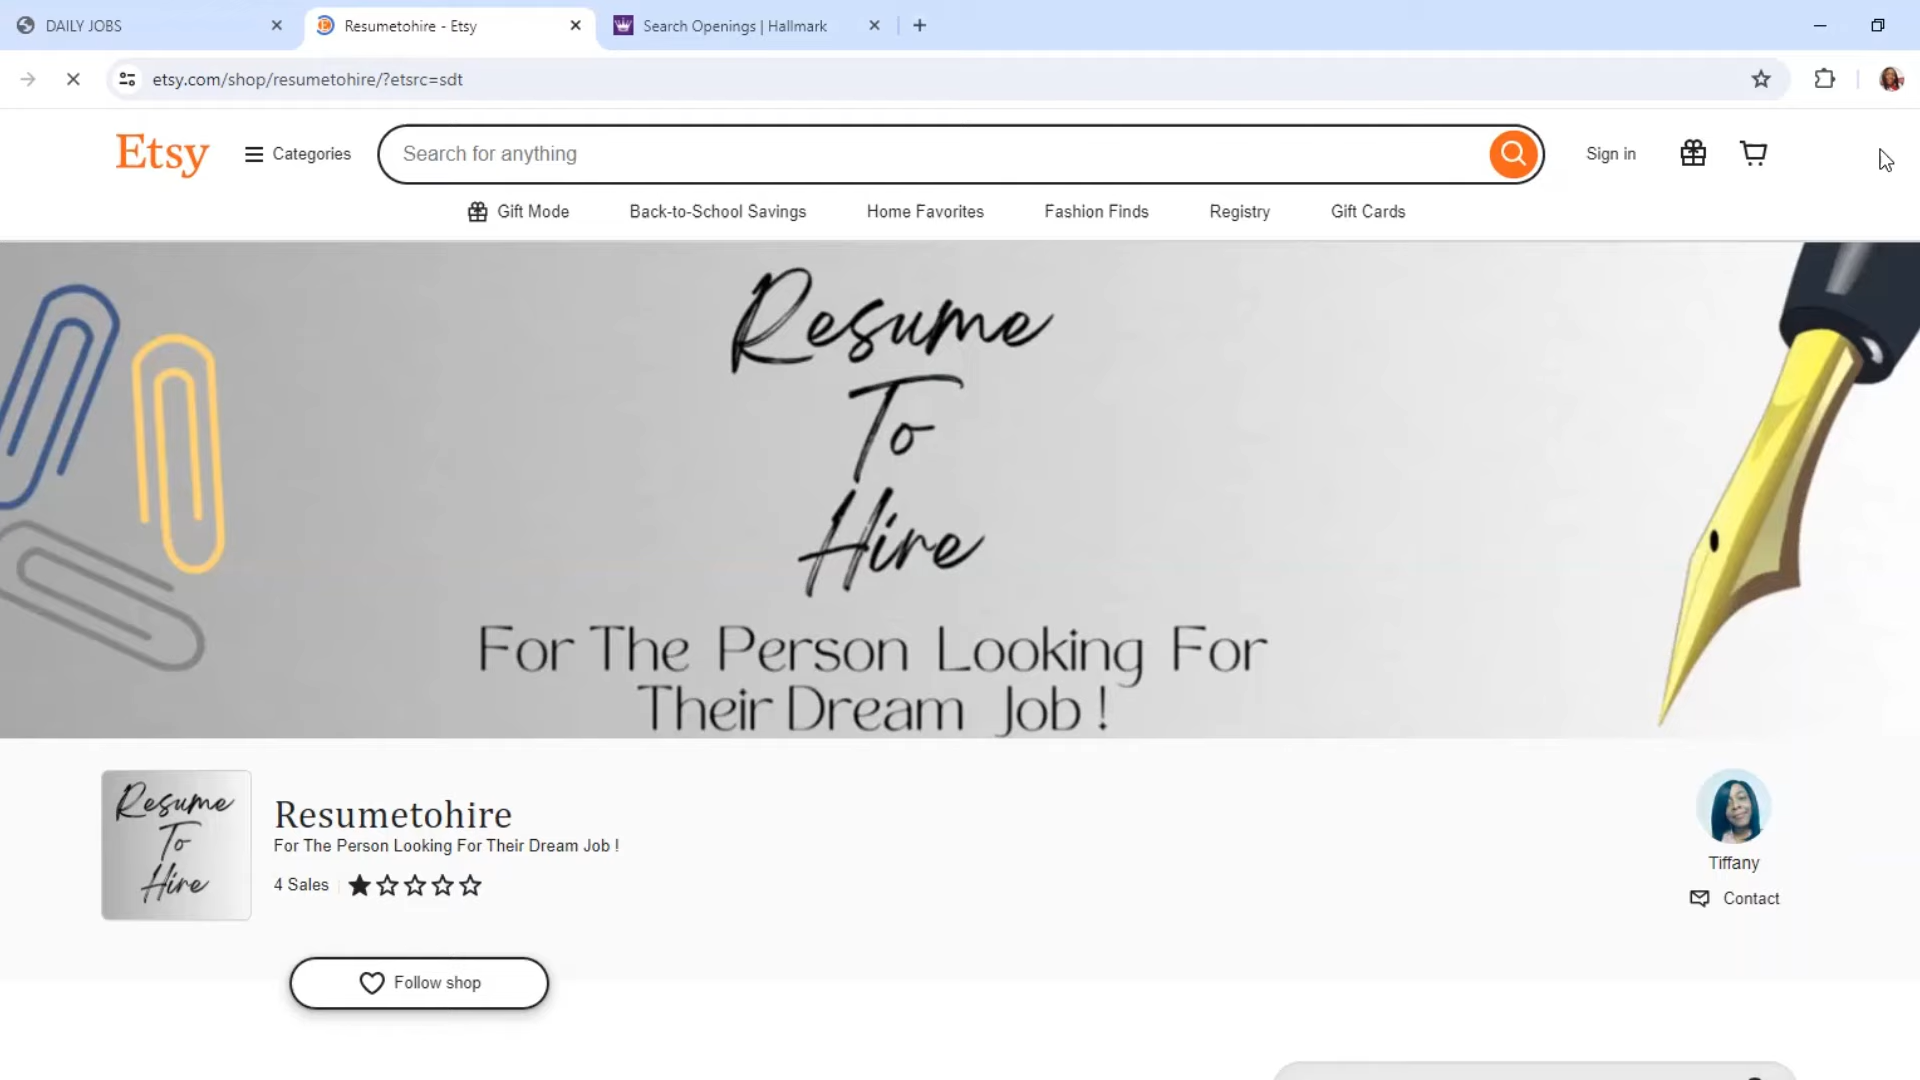 DAILY JOBS
Resumetohire - Etsy
Search Openings | Hallmark
etsy.com/shop/resumetohire/?etsrc=sdt
Etsy
Categories
Search for anything
Sign in
Gift Mode
Back-to-School Savings
Home Favorites
Fashion Finds
Registry
Gift Cards
Resume
To
Hire
For The Person Looking For
Their Dream Job !
Resume
To
Hire
Resumetohire
For The Person Looking For Their Dream Job !
4 Sales
Tiffany
Contact
Follow shop